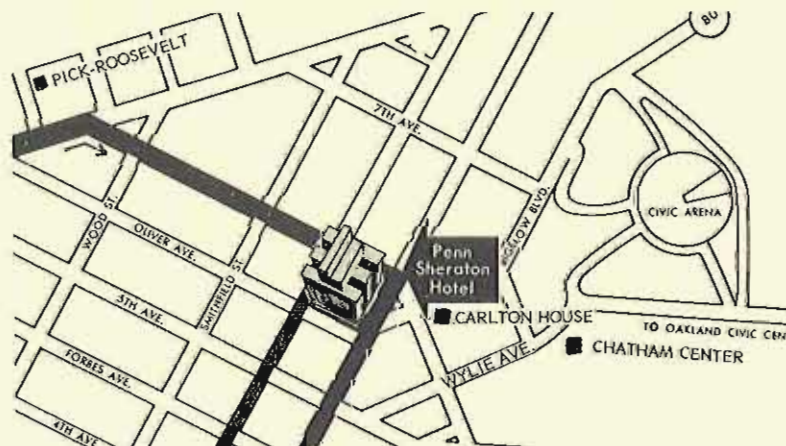 BO
PICK-ROOSEVELT
7TH AVE.
WOOD ST.
OLIVER AVE.
SMITHFIELD ST.
5TH AVE.
FORBES AVE.
4TH AVE.
BIGELOW BLVD.
CIVIC ARENA
Penn
Sheraton
Hotel
CARLTON HOUSE
TO OAKLAND CIVIC CEN
WYLIE AVE.
CHATHAM CENTER